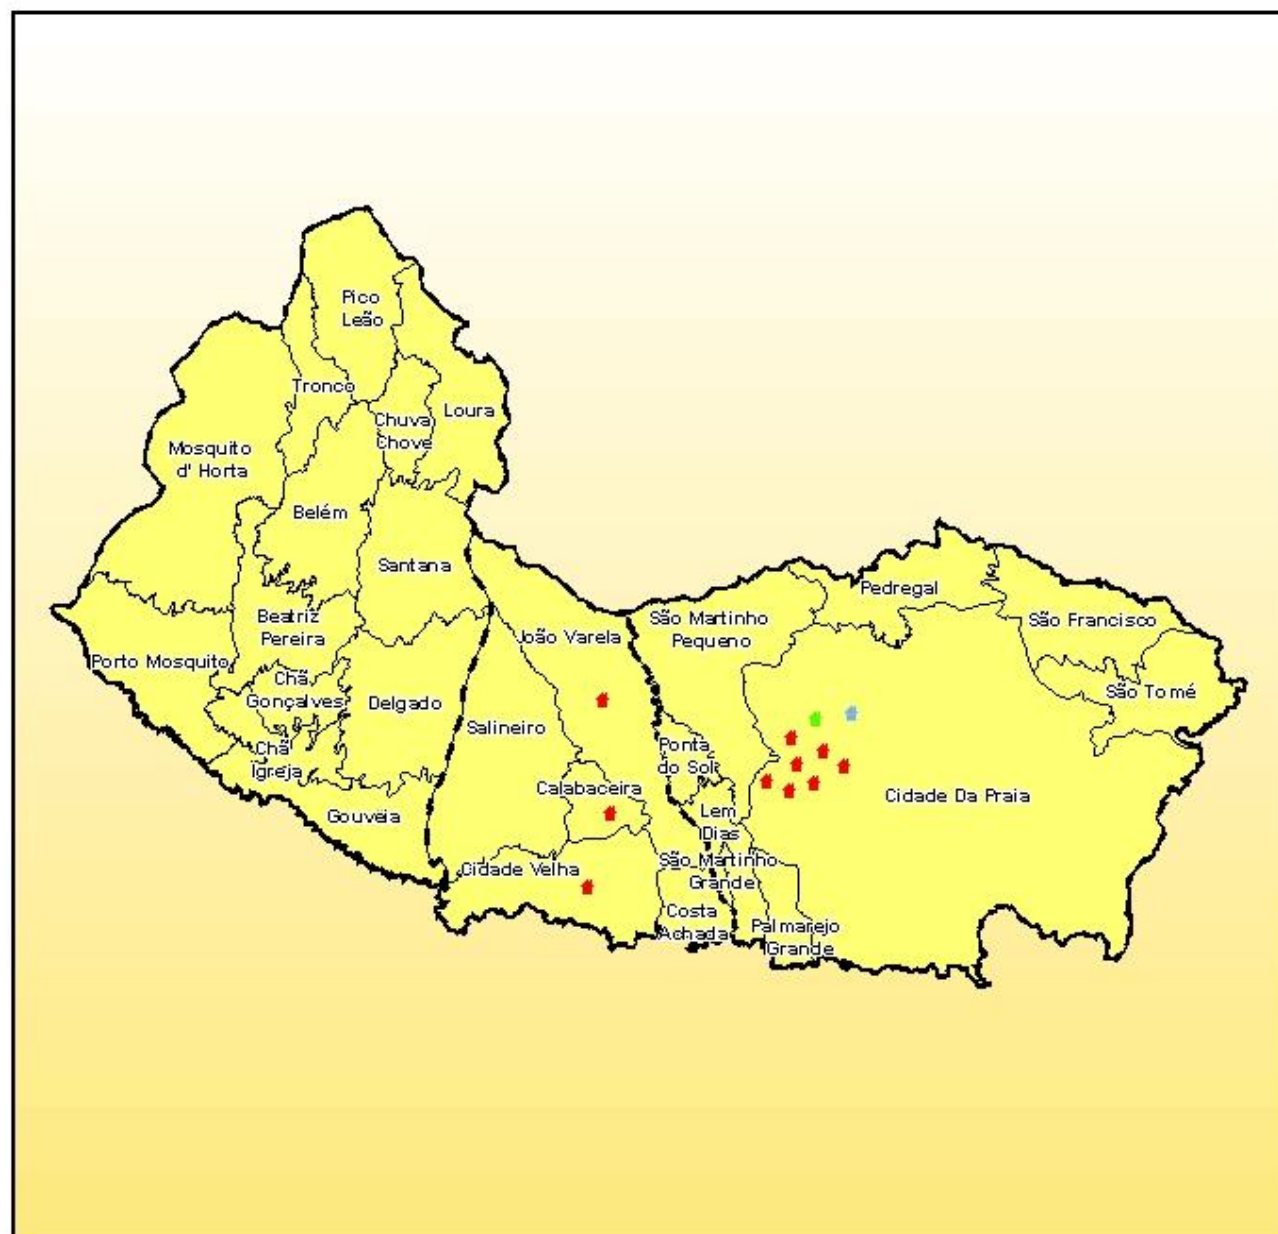 Pico
Leão
Tronco
Chuva
Chove
Loura
Mosquito
d' Horta
Belém
Santana
Beatriz
Pereira
Porto Mosquito
Chã
Gonçalves
Delgado
Chã
Igreja
Gouveia
João Varela
Salineiro
Calabaceira
Cidade Velha
São Martinho
Pequeno
Pedregal
São Francisco
São Tomé
Ponta
do Sol
Lem
Dias
Cidade Da Praia
São Martinho
Grande
Costa
Achada
Palmarejo
Grande